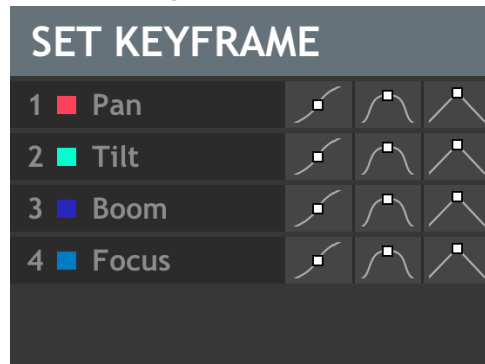 SET KEYFRAME
1 Pan
2 Tilt
3 Boom
4 Focus